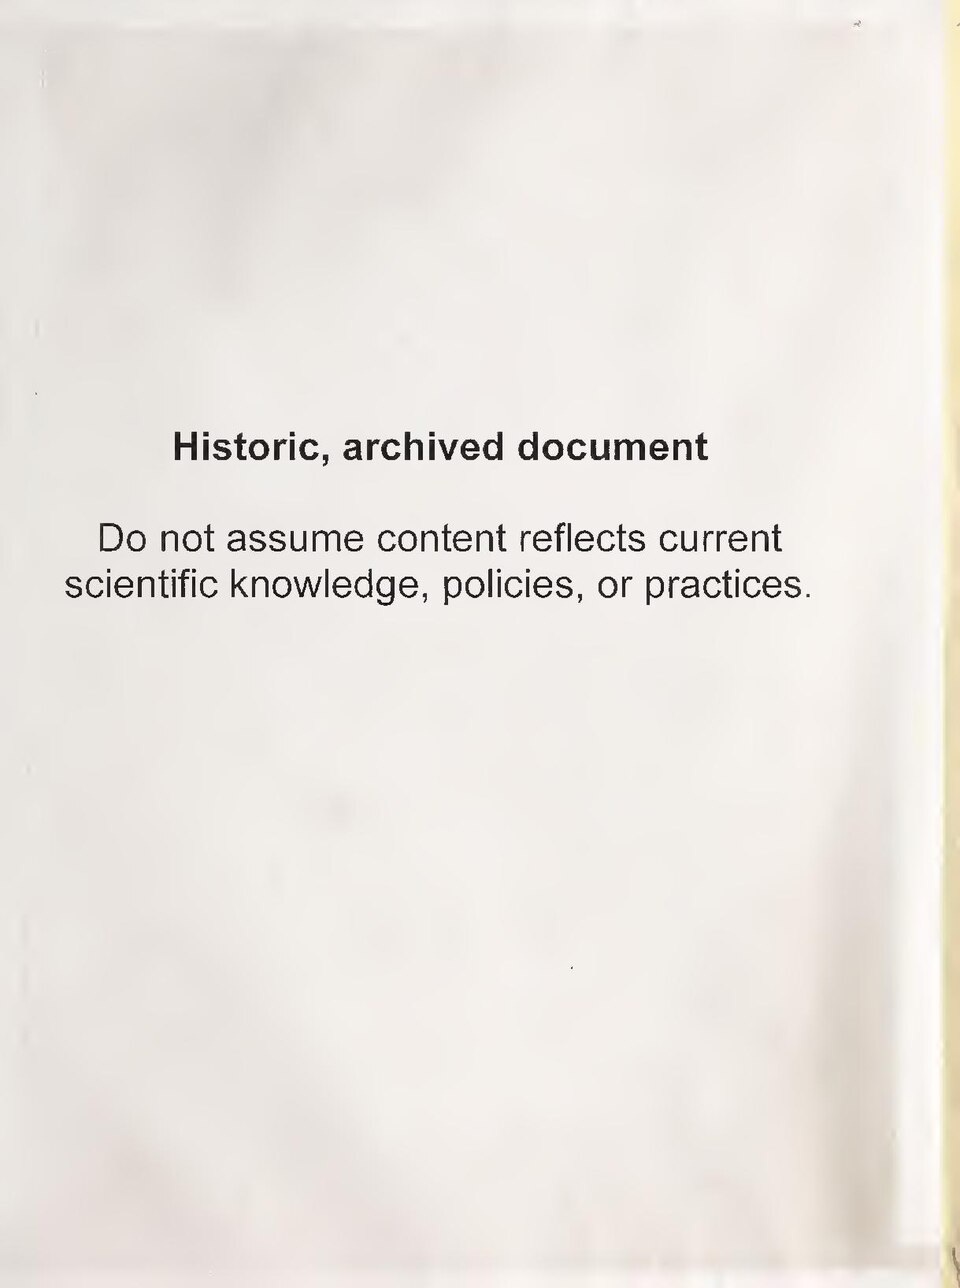 Historic, archived document
Do not assume content reflects current
scientific knowledge, policies, or practices.